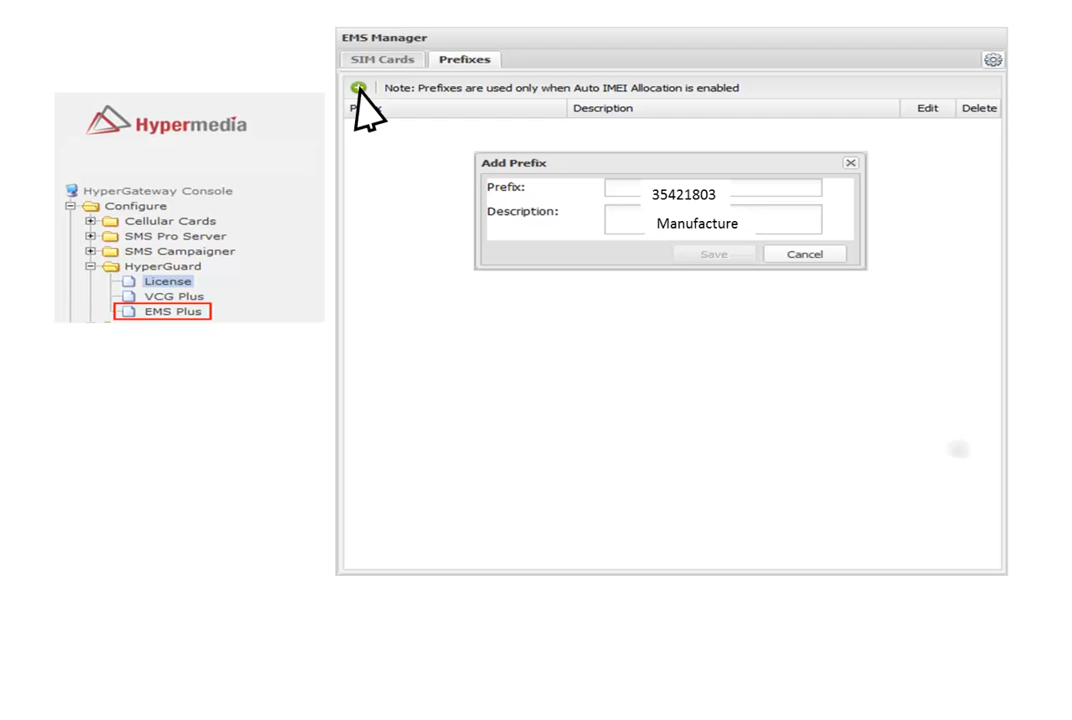 Hypermedia
HyperGateway Console
Configure
Cellular Cards
SMS Pro Server
SMS Campaigner
HyperGuard
License
VCG Plus
EMS Plus
EMS Manager
SIM Cards
Prefixes
Note: Prefixes are used only when Auto IMEI Allocation is enabled
Description
Edit
Delete
Add Prefix
Prefix:
35421803
Description:
Manufacture
Save
Cancel